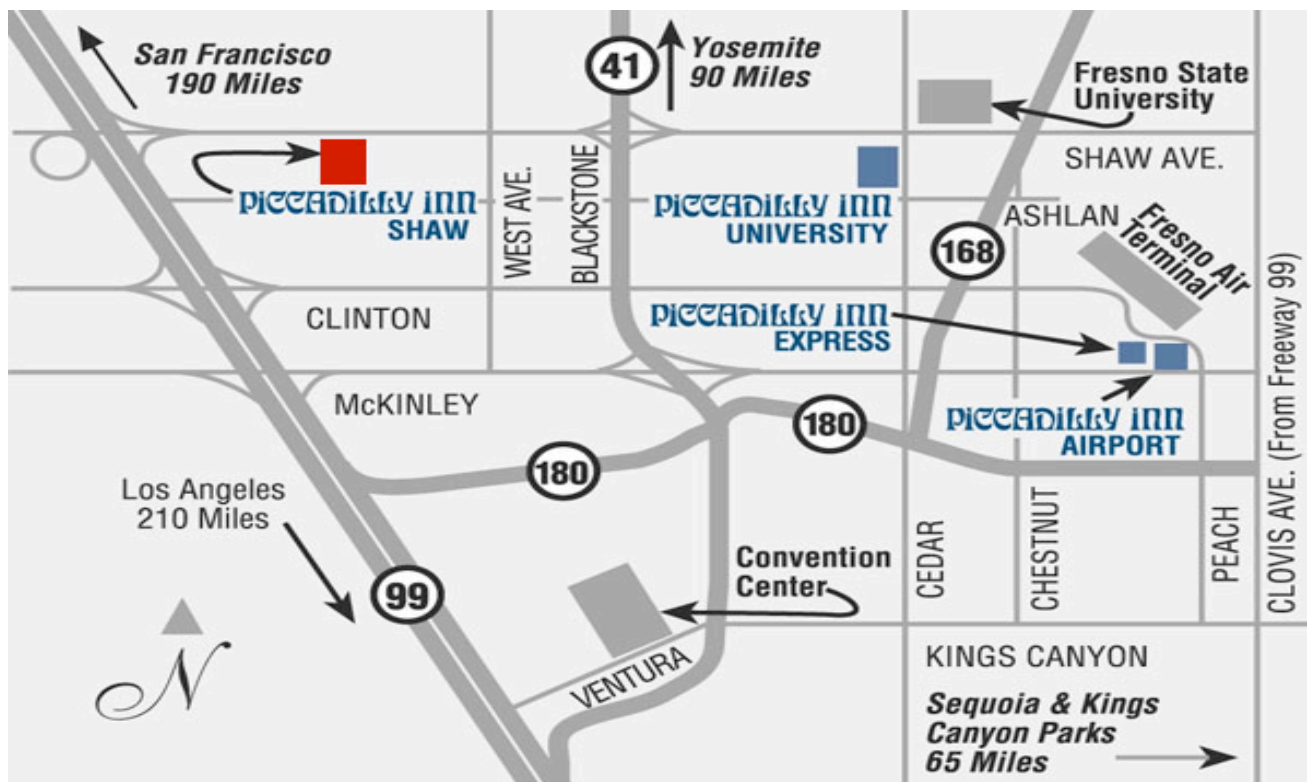 San Francisco
190 Miles
41
Yosemite
90 Miles
Fresno State
University
SHAW AVE.
PiCCADiLLY iNN
SHAW
WEST AVE.
BLACKSTONE
PiCCADiLLY iNN
UNIVERSITY
ASHLAN
168
Fresno Air
Terminal
CLINTON
PiCCADiLLY iNN
EXPRESS
McKINLEY
PiCCADiLLY iNN
AIRPORT
180
180
Los Angeles
210 Miles
99
Convention
Center
CEDAR
CHESTNUT
PEACH
CLOVIS AVE. (From Freeway 99)
N
VENTURA
KINGS CANYON
Sequoia & Kings
Canyon Parks
65 Miles